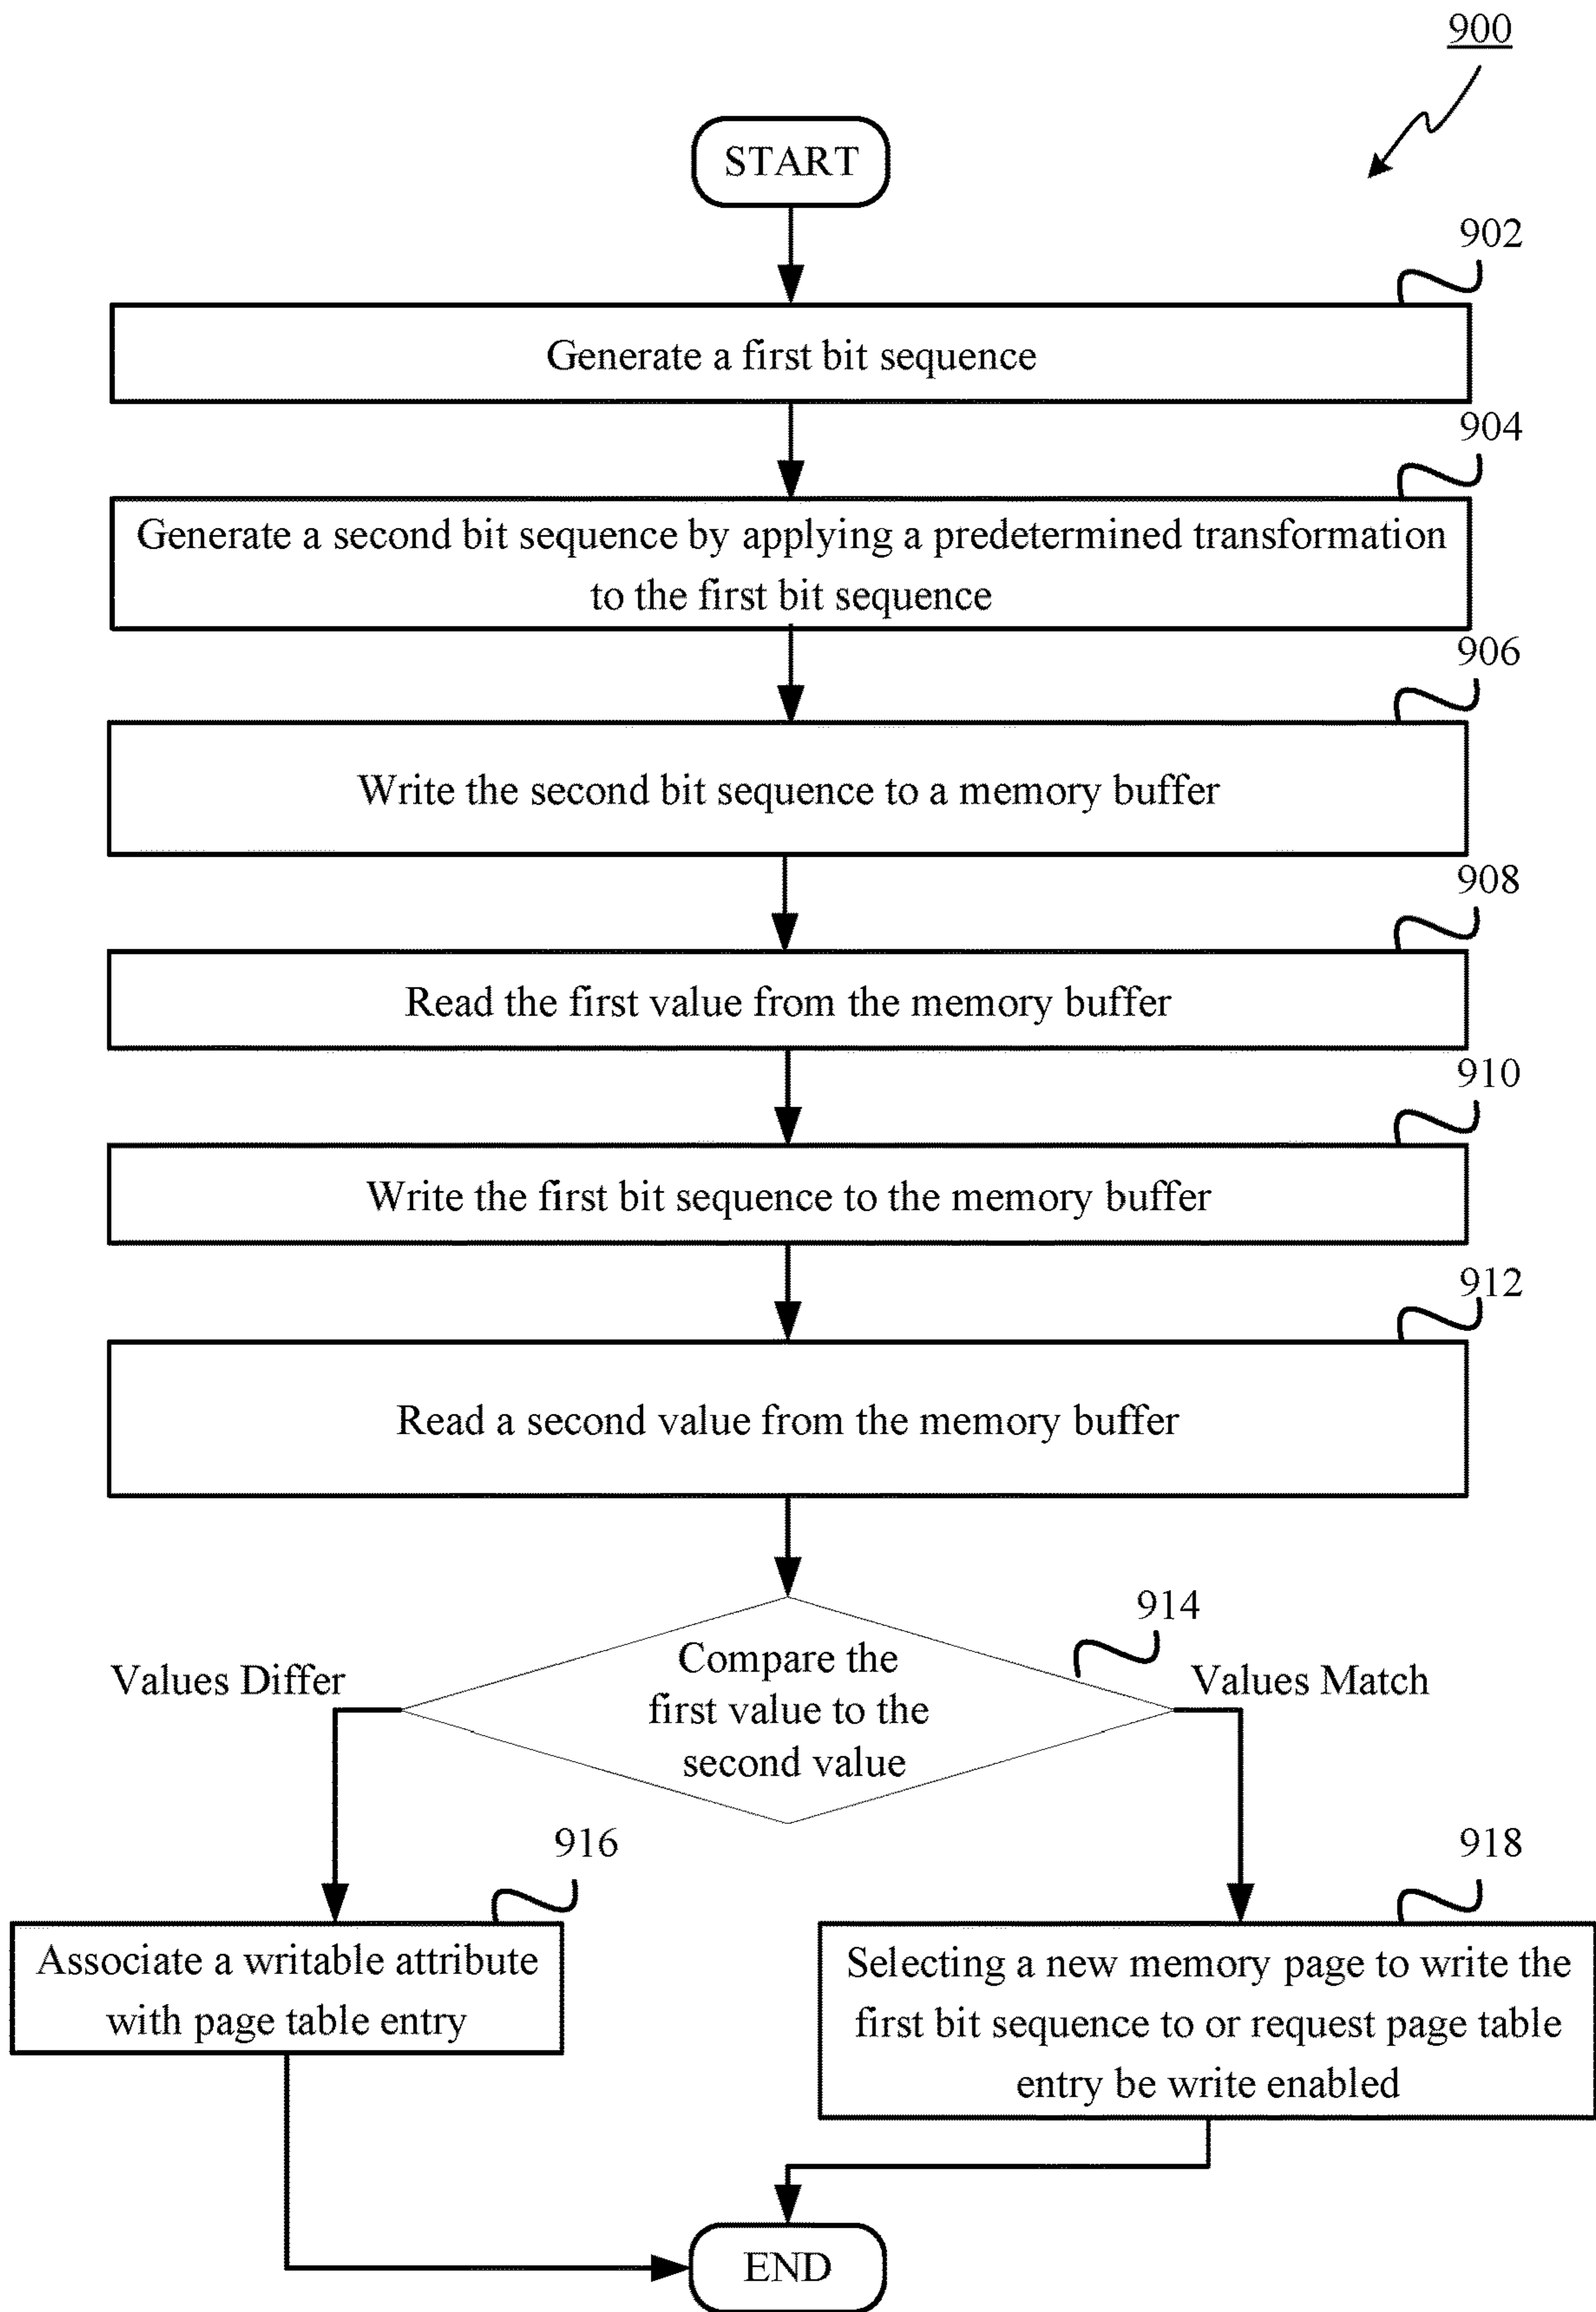 900
START
902
Generate a first bit sequence
904
Generate a second bit sequence by applying a predetermined transformation
to the first bit sequence
906
Write the second bit sequence to a memory buffer
908
Read the first value from the memory buffer
910
Write the first bit sequence to the memory buffer
912
Read a second value from the memory buffer
914
Compare the
first value to the
second value
Values Differ
Values Match
916
Associate a writable attribute
with page table entry
918
Selecting a new memory page to write the
first bit sequence to or request page table
entry be write enabled
END